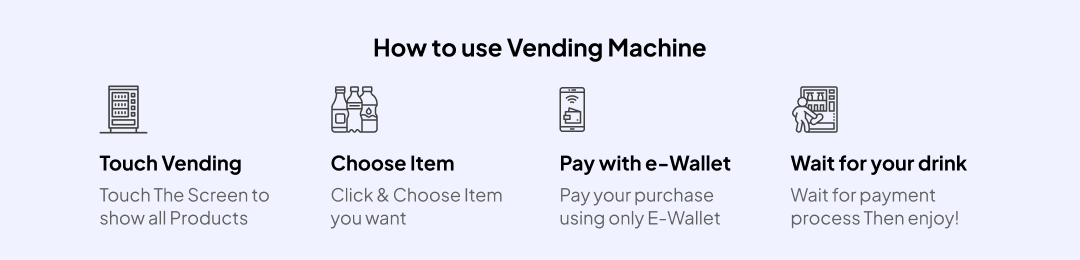 How to use Vending Machine
Touch Vending
Touch The Screen to
show all Products
Choose Item
Click & Choose Item
you want
Pay with e-Wallet
Pay your purchase
using only E-Wallet
Wait for your drink
Wait for payment
process Then enjoy!